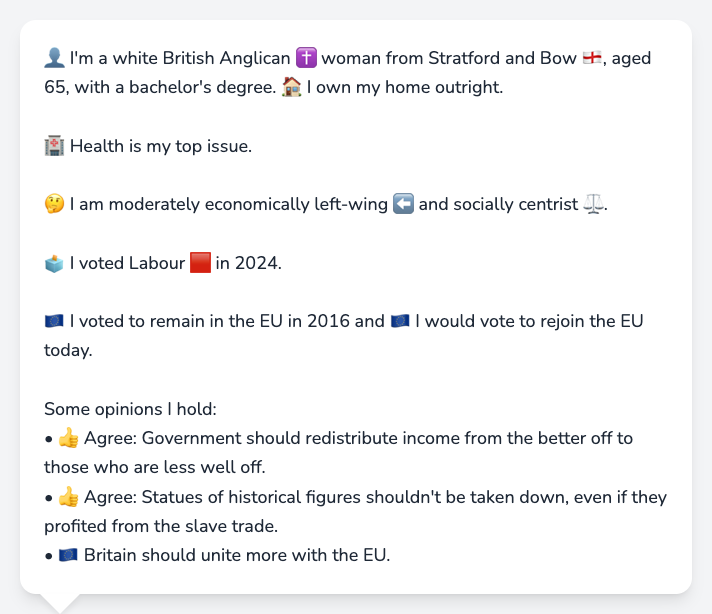 👤 I'm a white British Anglican ✝️ woman from Stratford and Bow 🏴󠁧󠁢󠁥󠁮󠁧󠁿, aged
65, with a bachelor's degree. 🏠 I own my home outright.
🏥 Health is my top issue.
🤔 I am moderately economically left-wing ⬅️ and socially centrist ⚖️.
🗳️ I voted Labour 🟥 in 2024.
🇪🇺 I voted to remain in the EU in 2016 and 🇪🇺 I would vote to rejoin the EU
today.
Some opinions I hold:
• 👍 Agree: Government should redistribute income from the better off to
those who are less well off.
• 👍 Agree: Statues of historical figures shouldn't be taken down, even if they
profited from the slave trade.
• 🇪🇺 Britain should unite more with the EU.